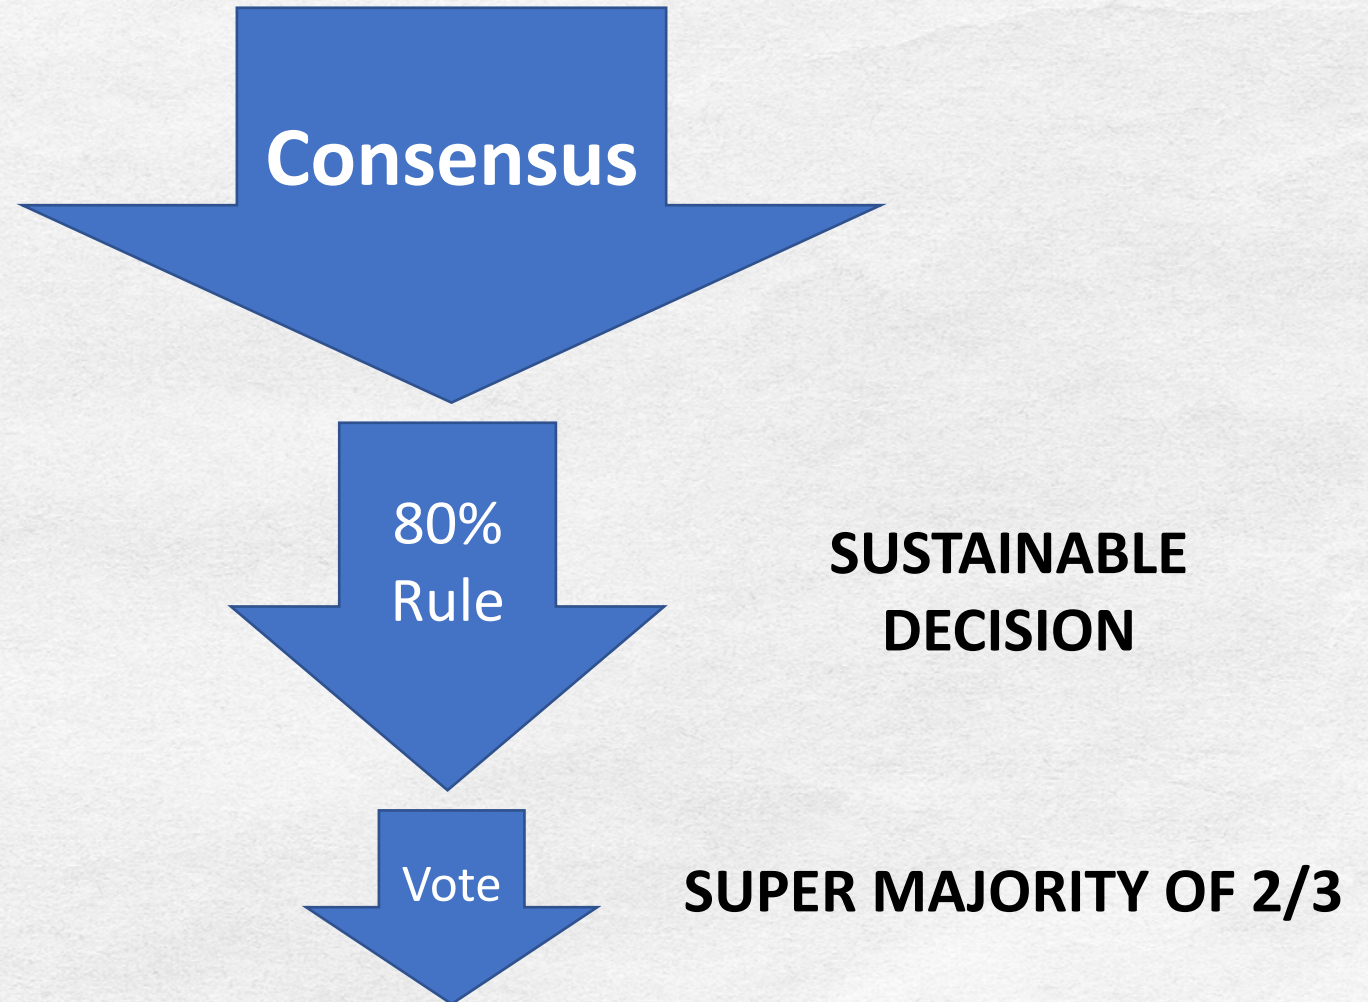 Consensus
80%
Rule
SUSTAINABLE
DECISION
Vote
SUPER MAJORITY OF 2/3